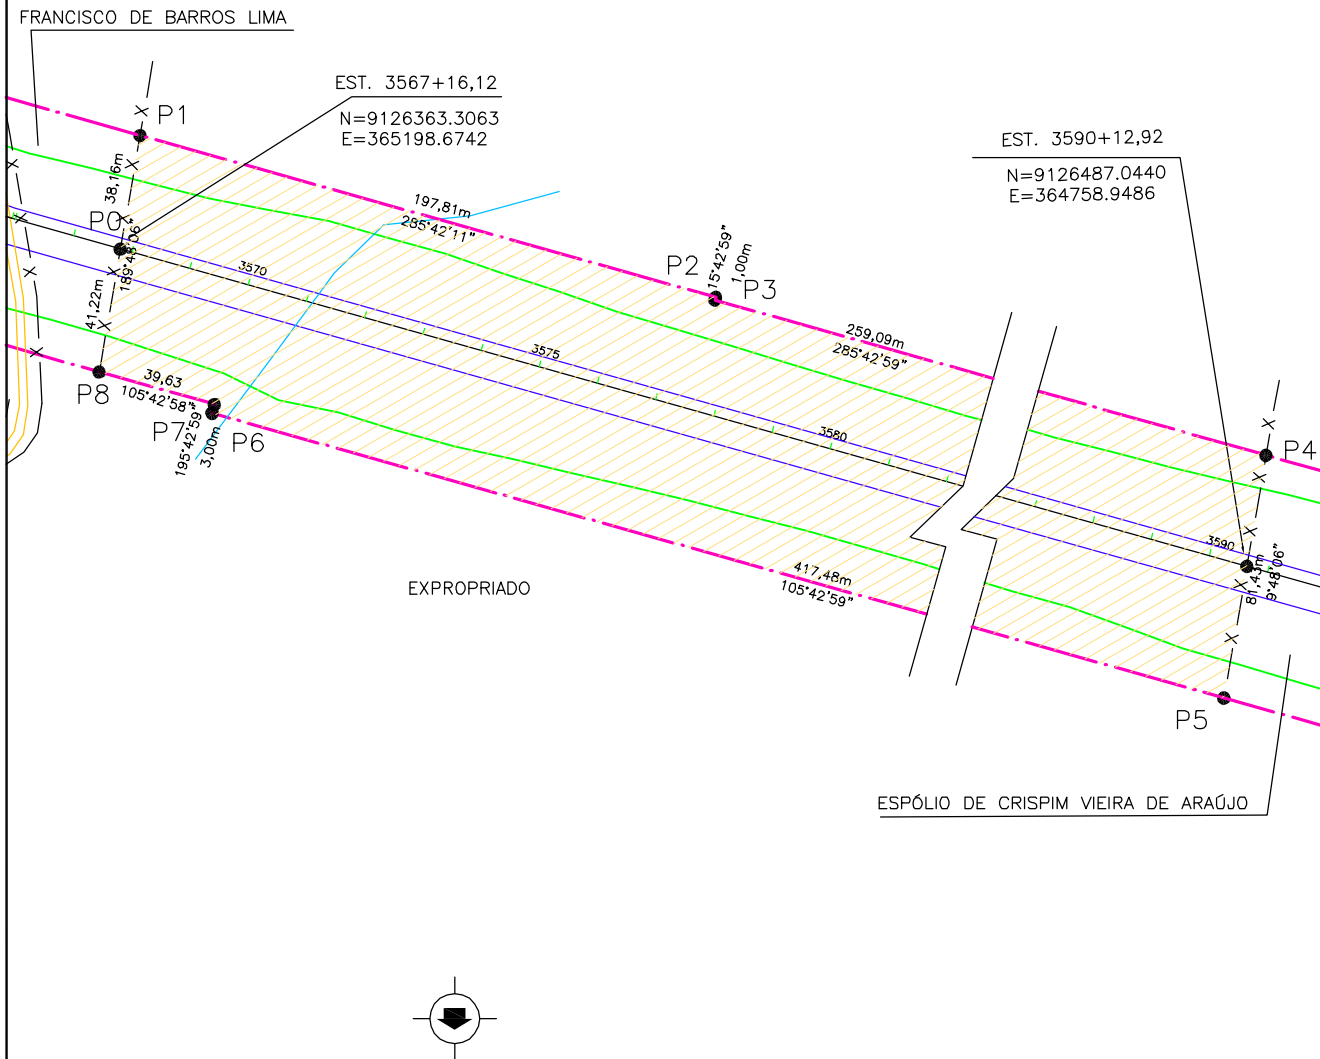 FRANCISCO DE BARROS LIMA
EST. 3567+16,12
N=9126363.3063
E=365198.6742
EST. 3590+12,92
N=9126487.0440
E=364758.9486
P1
38,16m
P0
189°48'06"
41,22m
197,81m
285°42'11"
3570
P2
15°42'59"
1,00m
P3
259,09m
285°42'59"
3575
3580
P8
39,63
105°42'58"
P7
195°42'59"
3,00m
P6
P4
3590
81,43m
9°48'06"
417,48m
105°42'59"
EXPROPRIADO
P5
ESPÓLIO DE CRISPIM VIEIRA DE ARAÚJO